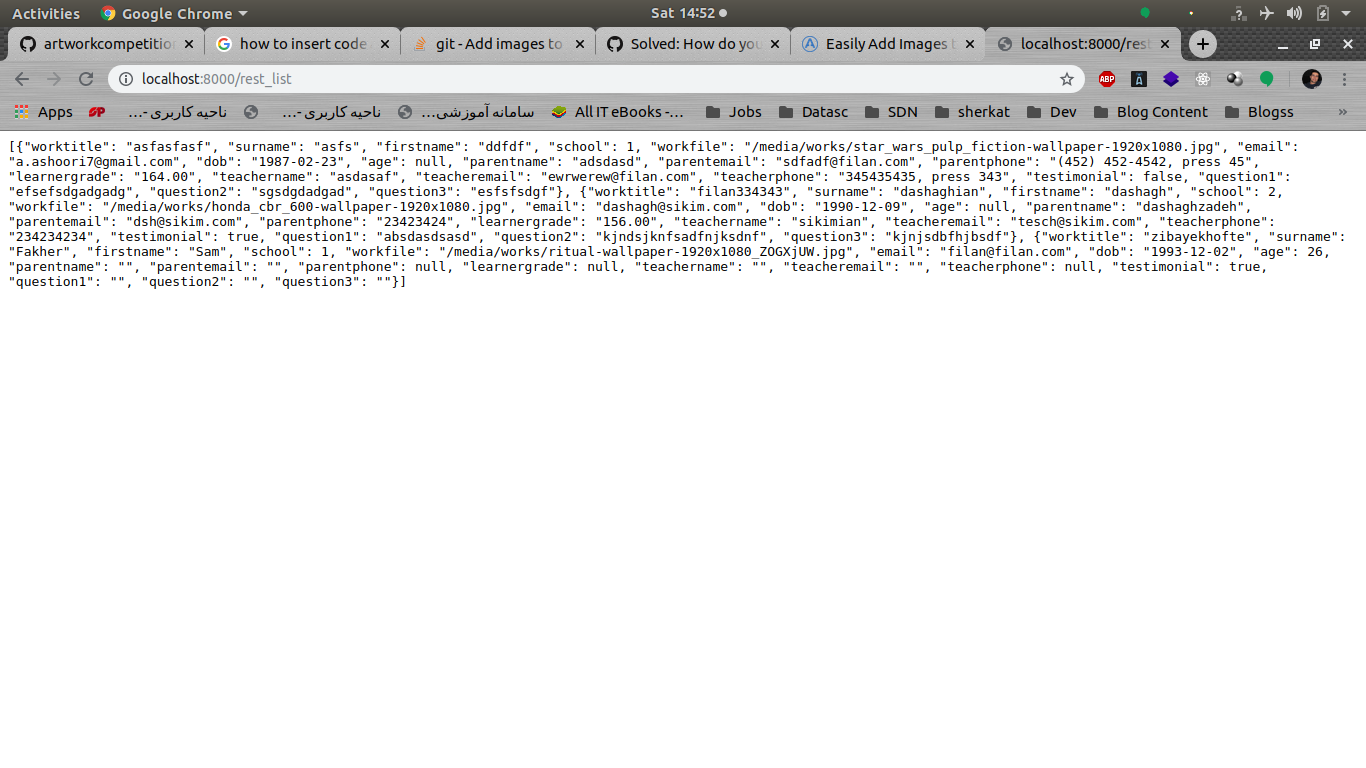 Activities Google Chrome Sat 14:52
artworkcompetitio how to insert code git - Add images to Solved: How do you Easily Add Images t localhost:8000/rest
localhost:8000/rest_list
Apps ناحیه کاربری -... ناحیه کاربری -... سامانه آموزشی... All IT eBooks -... Jobs Datasc SDN sherkat Dev Blog Content Blogss »
[{"worktitle": "asfasfasf", "surname": "asfs", "firstname": "ddfdf", "school": 1, "workfile": "/media/works/star_wars_pulp_fiction-wallpaper-1920x1080.jpg", "email":
"a.ashoori7@gmail.com", "dob": "1987-02-23", "age": null, "parentname": "adsdasd", "parentemail": "sdfadf@filan.com", "parentphone": "(452) 452-4542, press 45",
"learnergrade": "164.00", "teachername": "asdasaf", "teacheremail": "ewrwerew@filan.com", "teacherphone": "345435435, press 343", "testimonial": false, "question1":
"efsefsdgadgadg", "question2": "sgsdgdadgad", "question3": "esfsfsdgf"}, {"worktitle": "filan334343", "surname": "dashaghian", "firstname": "dashagh", "school": 2,
"workfile": "/media/works/honda_cbr_600-wallpaper-1920x1080.jpg", "email": "dashagh@sikim.com", "dob": "1990-12-09", "age": null, "parentname": "dashaghzadeh",
"parentemail": "dsh@sikim.com", "parentphone": "23423424", "learnergrade": "156.00", "teachername": "sikimian", "teacheremail": "tesch@sikim.com", "teacherphone":
"234234234", "testimonial": true, "question1": "absdasdsasd", "question2": "kjndsjknfsadfnjksdnf", "question3": "kjnjsdbfhjbsdf"}, {"worktitle": "zibayekhofte", "surname":
"Fakher", "firstname": "Sam", "school": 1, "workfile": "/media/works/ritual-wallpaper-1920x1080_ZOGXjUW.jpg", "email": "filan@filan.com", "dob": "1993-12-02", "age": 26,
"parentname": "", "parentemail": "", "parentphone": null, "learnergrade": null, "teachername": "", "teacheremail": "", "teacherphone": null, "testimonial": true,
"question1": "", "question2": "", "question3": ""}]